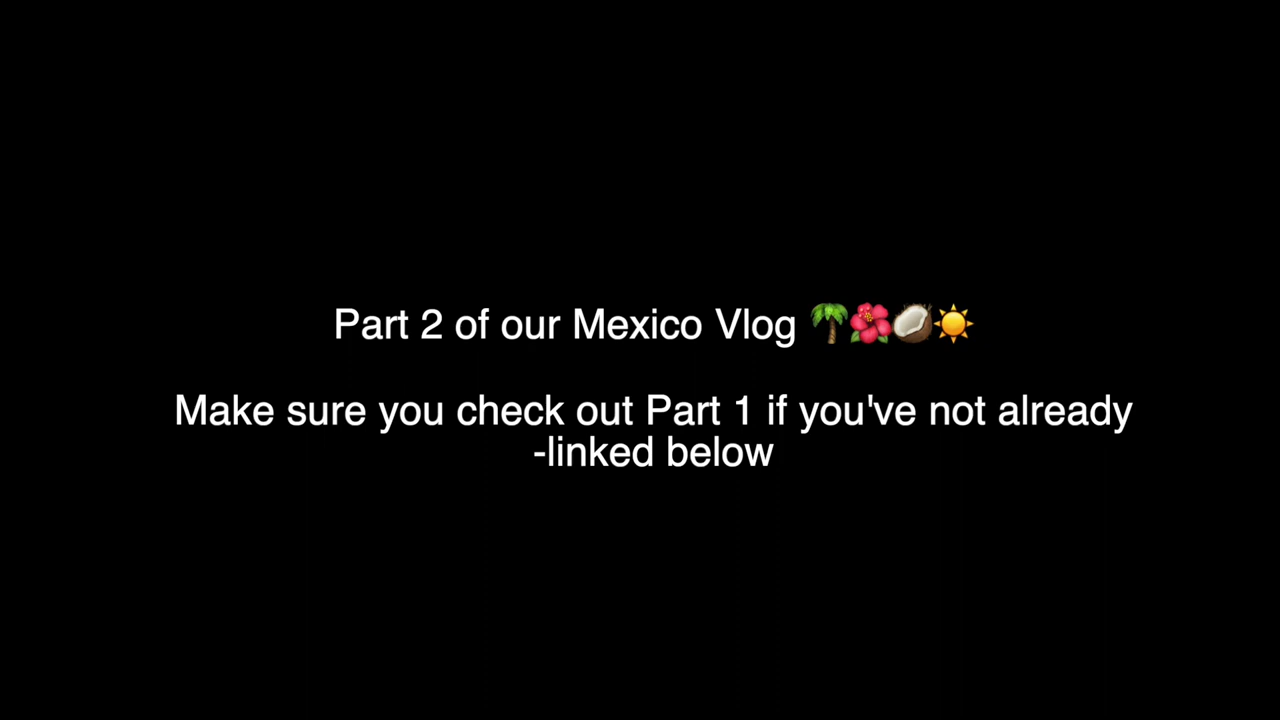 Part 2 of our Mexico Vlog 🌴🌺🥥☀️
Make sure you check out Part 1 if you've not already
-linked below